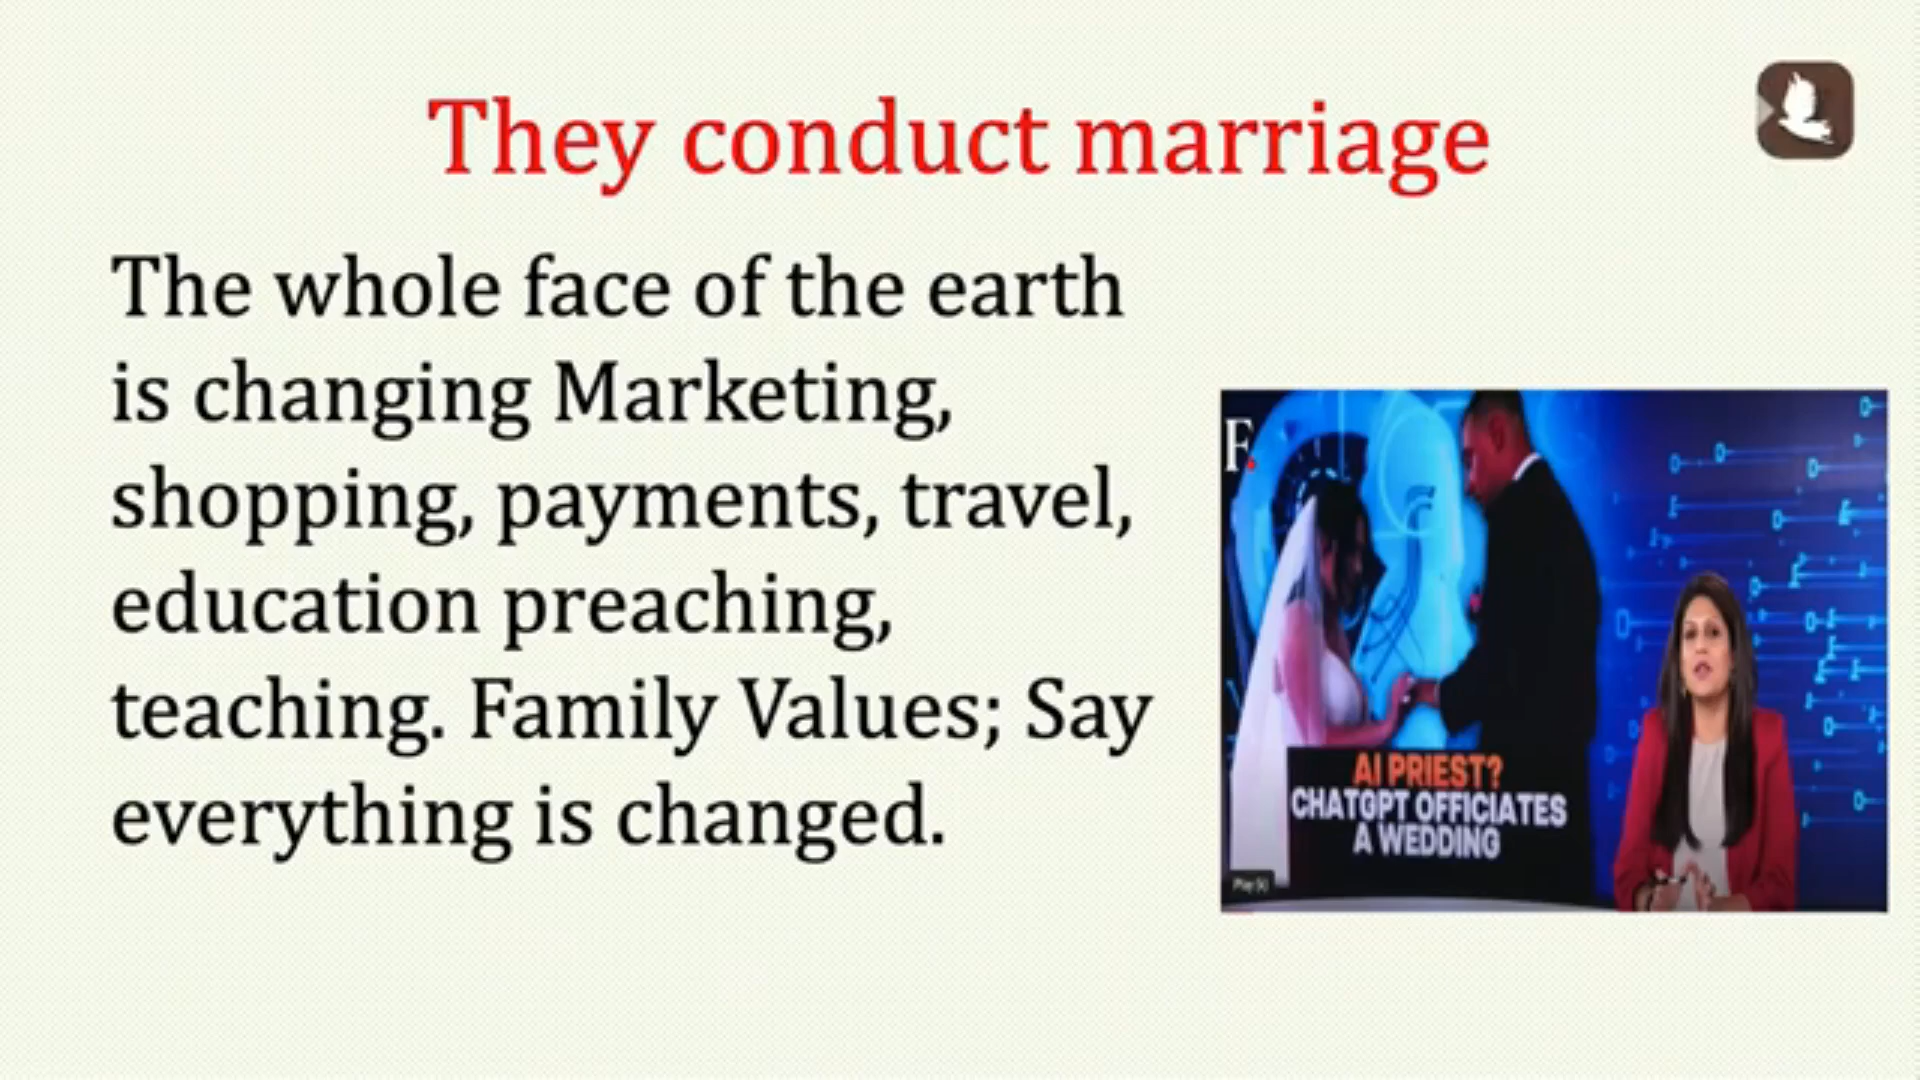 They conduct marriage
The whole face of the earth
is changing Marketing,
shopping, payments, travel,
education preaching,
teaching. Family Values; Say
everything is changed.
F.
AI PRIEST?
CHATGPT OFFICIATES
A WEDDING
Play (k)